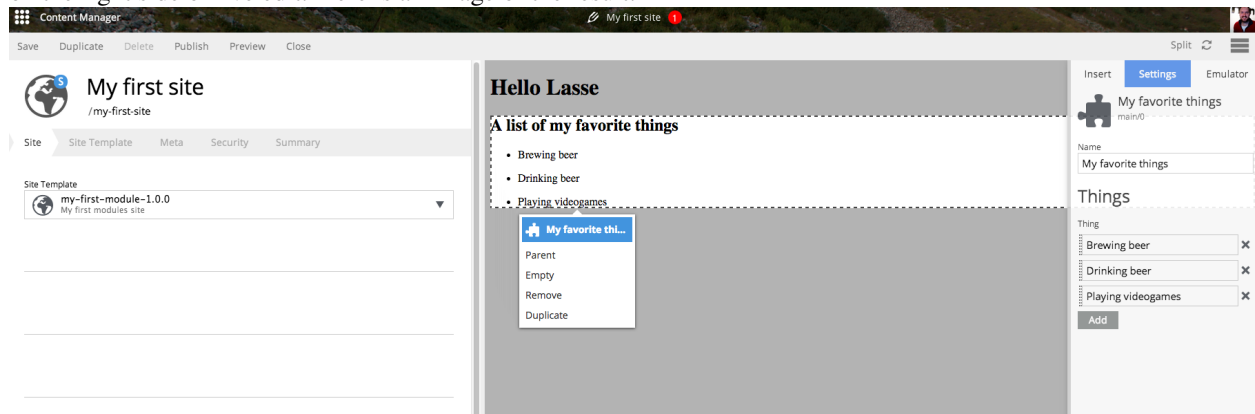 Content Manager
My first site 1
Save Duplicate Delete Publish Preview Close
Split
S
My first site
/my-first-site
Site Site Template Meta Security Summary
Site Template
my-first-module-1.0.0
My first modules site
Hello Lasse
A list of my favorite things
• Brewing beer
• Drinking beer
• Playing videogames
My favorite thi...
Parent
Empty
Remove
Duplicate
Insert Settings Emulator
My favorite things
main/0
Name
My favorite things
Things
Thing
Brewing beer
Drinking beer
Playing videogames
Add